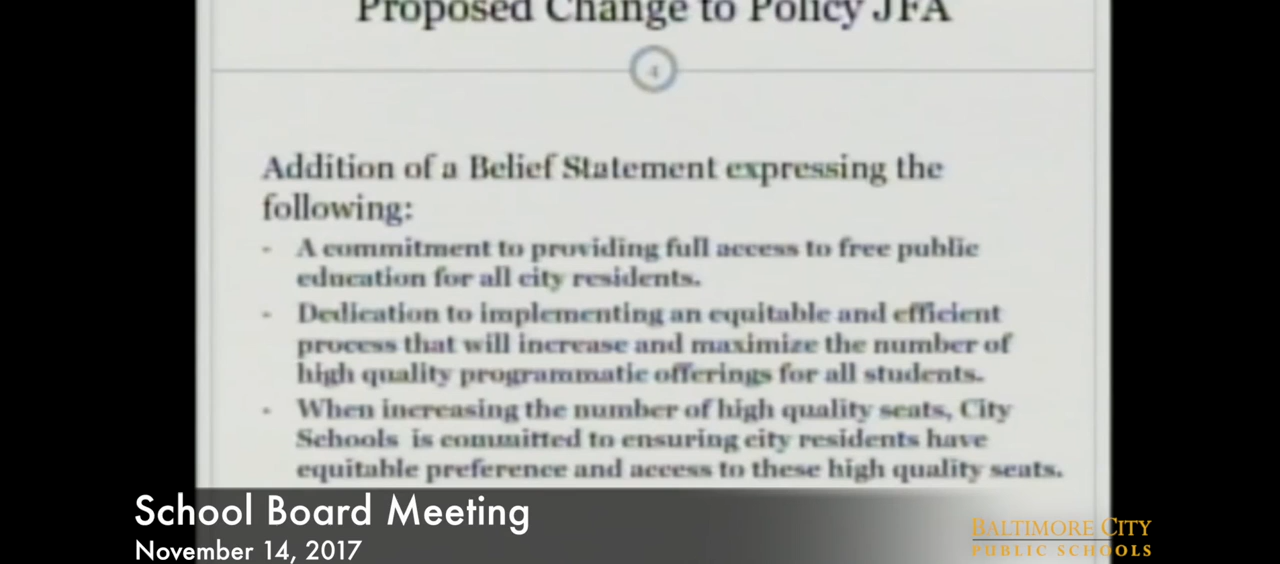 Proposed Change to Policy JFA
4
Addition of a Belief Statement expressing the
following:
- A commitment to providing full access to free public
education for all city residents.
- Dedication to implementing an equitable and efficient
process that will increase and maximize the number of
high quality programmatic offerings for all students.
- When increasing the number of high quality seats, City
Schools is committed to ensuring city residents have
equitable preference and access to these high quality seats.
School Board Meeting
November 14, 2017
BALTIMORE CITY
PUBLIC SCHOOLS